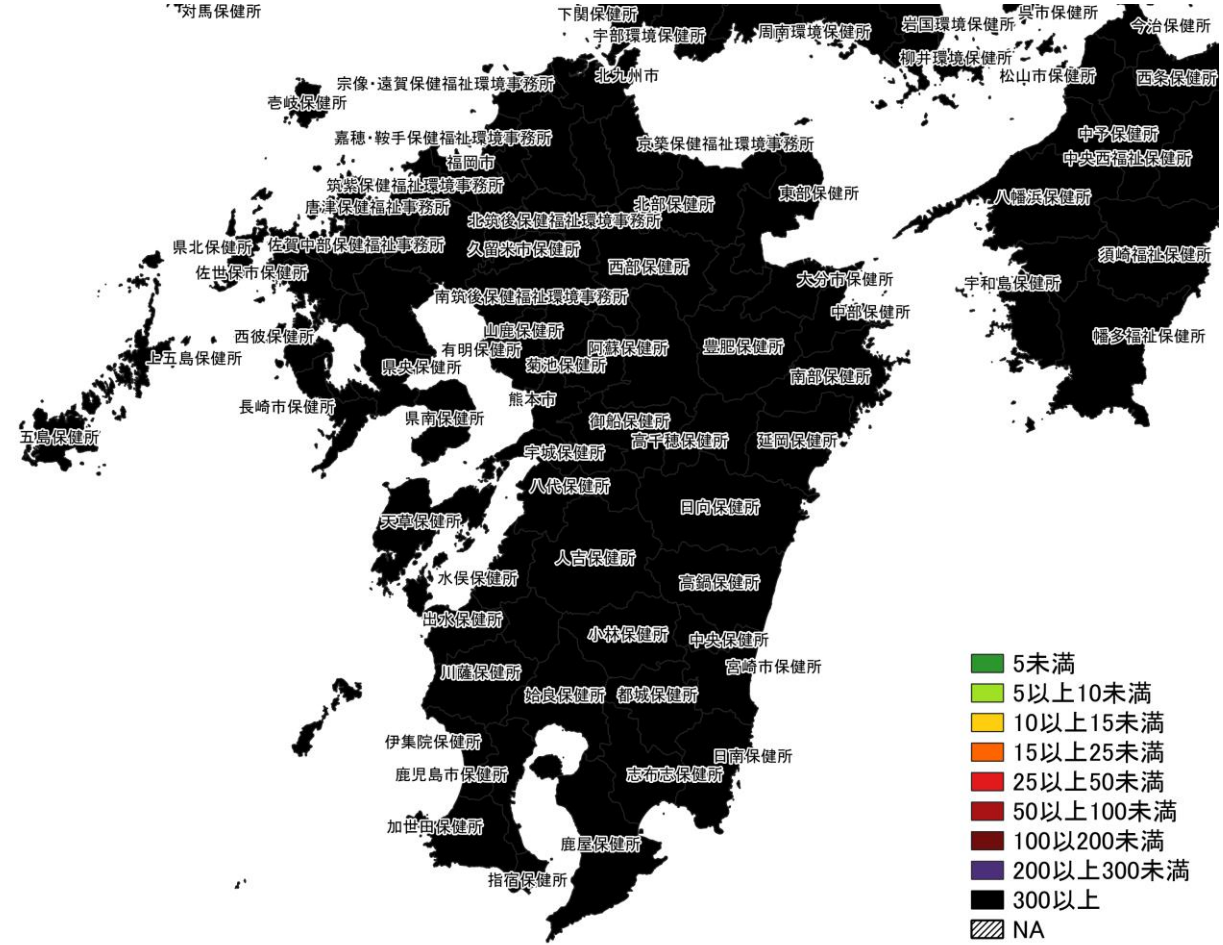 対馬保健所
下関保健所
宇部環境保健所
周南環境保健所
岩国環境保健所
呉市保健所
今治保健所
柳井環境保健所
松山市保健所
西条保健所
北九州市
宗像・遠賀保健福祉環境事務所
壱岐保健所
嘉穂・鞍手保健福祉環境事務所
京築保健福祉環境事務所
中予保健所
中央西福祉保健所
福岡市
筑紫保健福祉環境事務所
東部保健所
八幡浜保健所
唐津保健福祉事務所
北部保健所
北筑後保健福祉環境事務所
県北保健所
佐賀中部保健福祉事務所
久留米市保健所
須崎福祉保健所
佐世保市保健所
西部保健所
大分市保健所
宇和島保健所
南筑後保健福祉環境事務所
中部保健所
山鹿保健所
西彼保健所
幡多福祉保健所
有明保健所
阿蘇保健所
豊肥保健所
上五島保健所
県央保健所
菊池保健所
南部保健所
長崎市保健所
熊本市
県南保健所
御船保健所
五島保健所
高千穂保健所
延岡保健所
宇城保健所
八代保健所
日向保健所
天草保健所
人吉保健所
水俣保健所
高鍋保健所
出水保健所
小林保健所
中央保健所
宮崎市保健所
川薩保健所
姶良保健所
都城保健所
伊集院保健所
日南保健所
鹿児島市保健所
志布志保健所
加世田保健所
鹿屋保健所
指宿保健所
5未満
5以上10未満
10以上15未満
15以上25未満
25以上50未満
50以上100未満
100以200未満
200以上300未満
300以上
NA